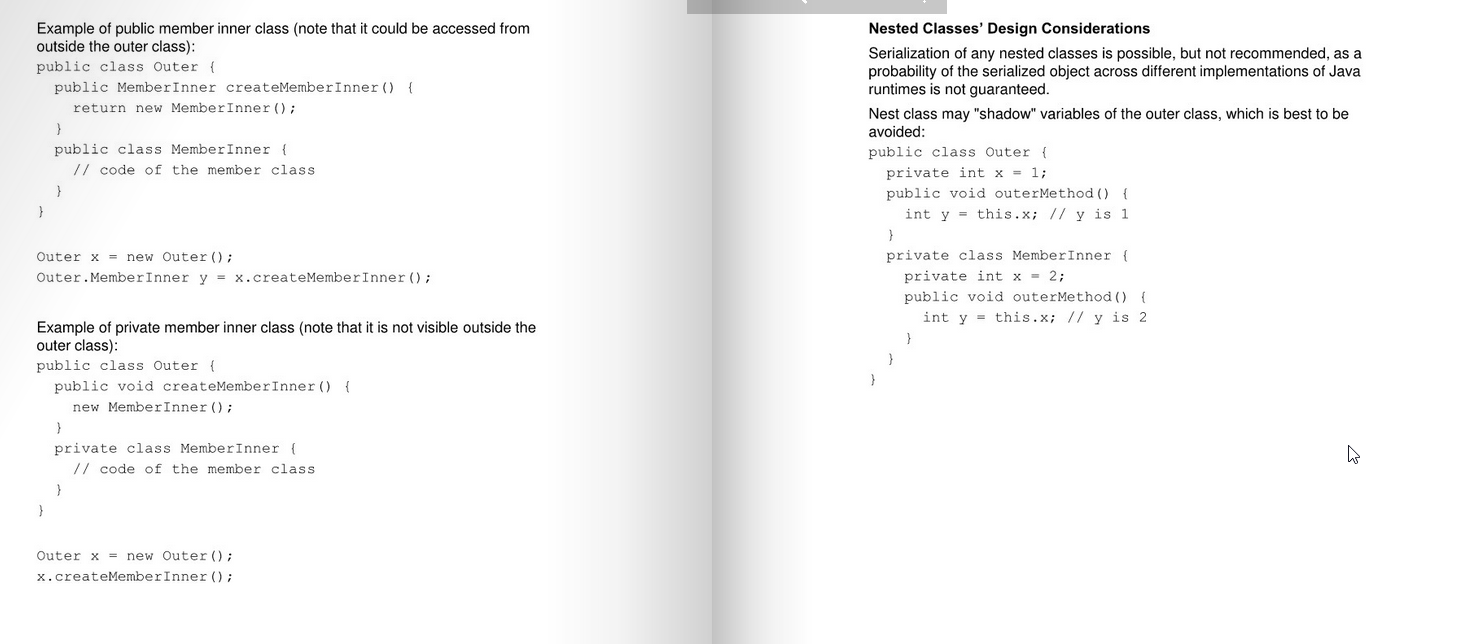 Example of public member inner class (note that it could be accessed from
outside the outer class):
public class Outer {
  public MemberInner createMemberInner() {
    return new MemberInner();
  }
  public class MemberInner {
    // code of the member class
  }
}
Outer x = new Outer();
Outer.MemberInner y = x.createMemberInner();
Example of private member inner class (note that it is not visible outside the
outer class):
public class Outer {
  public void createMemberInner() {
    new MemberInner();
  }
  private class MemberInner {
    // code of the member class
  }
}
Outer x = new Outer();
x.createMemberInner();
Nested Classes' Design Considerations
Serialization of any nested classes is possible, but not recommended, as a
probability of the serialized object across different implementations of Java
runtimes is not guaranteed.
Nest class may "shadow" variables of the outer class, which is best to be
avoided:
public class Outer {
  private int x = 1;
  public void outerMethod() {
    int y = this.x; // y is 1
  }
  private class MemberInner {
    private int x = 2;
    public void outerMethod() {
      int y = this.x; // y is 2
    }
  }
}